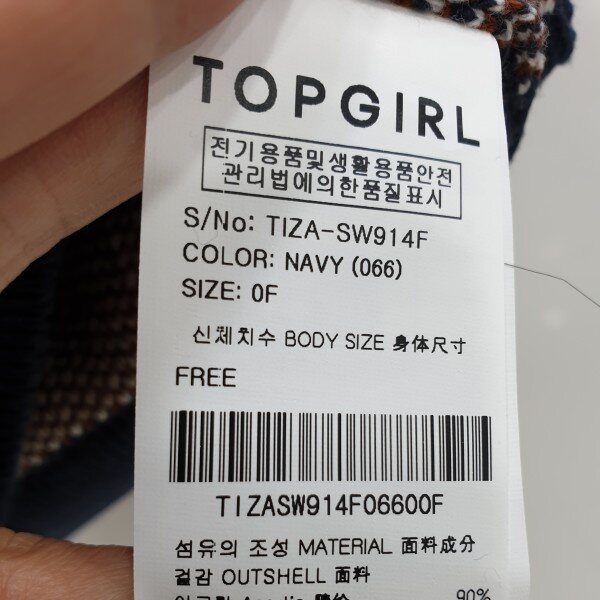 TOPGIRL
전기용품및생활용품안전
관리법에의한품질표시
S/No: TIZA-SW914F
COLOR: NAVY (066)
SIZE: 0F
신체치수 BODY SIZE 身体尺寸
FREE
TIZASW914F06600F
섬유의 조성 MATERIAL 面料成分
겉감 OUTSHELL 面料
90%